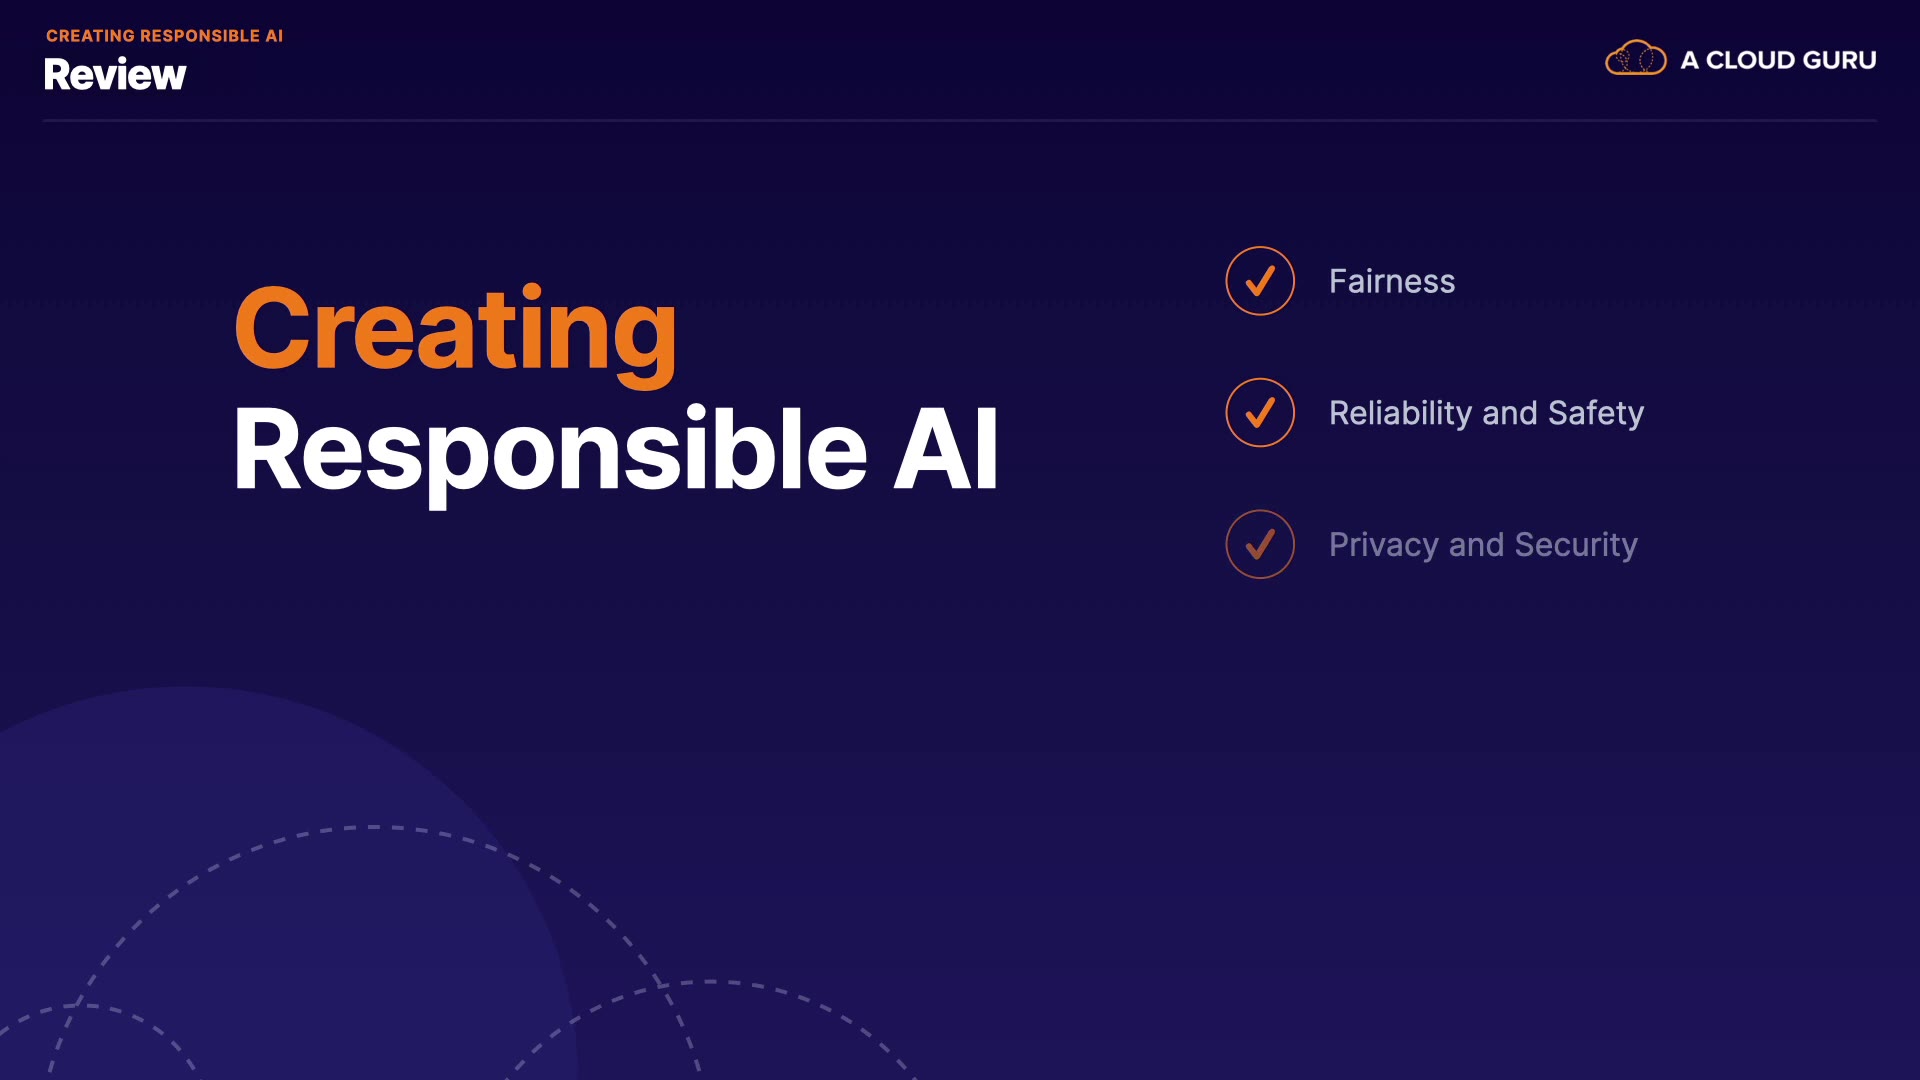 CREATING RESPONSIBLE AI
Review
A CLOUD GURU
Creating
Responsible AI
Fairness
Reliability and Safety
Privacy and Security